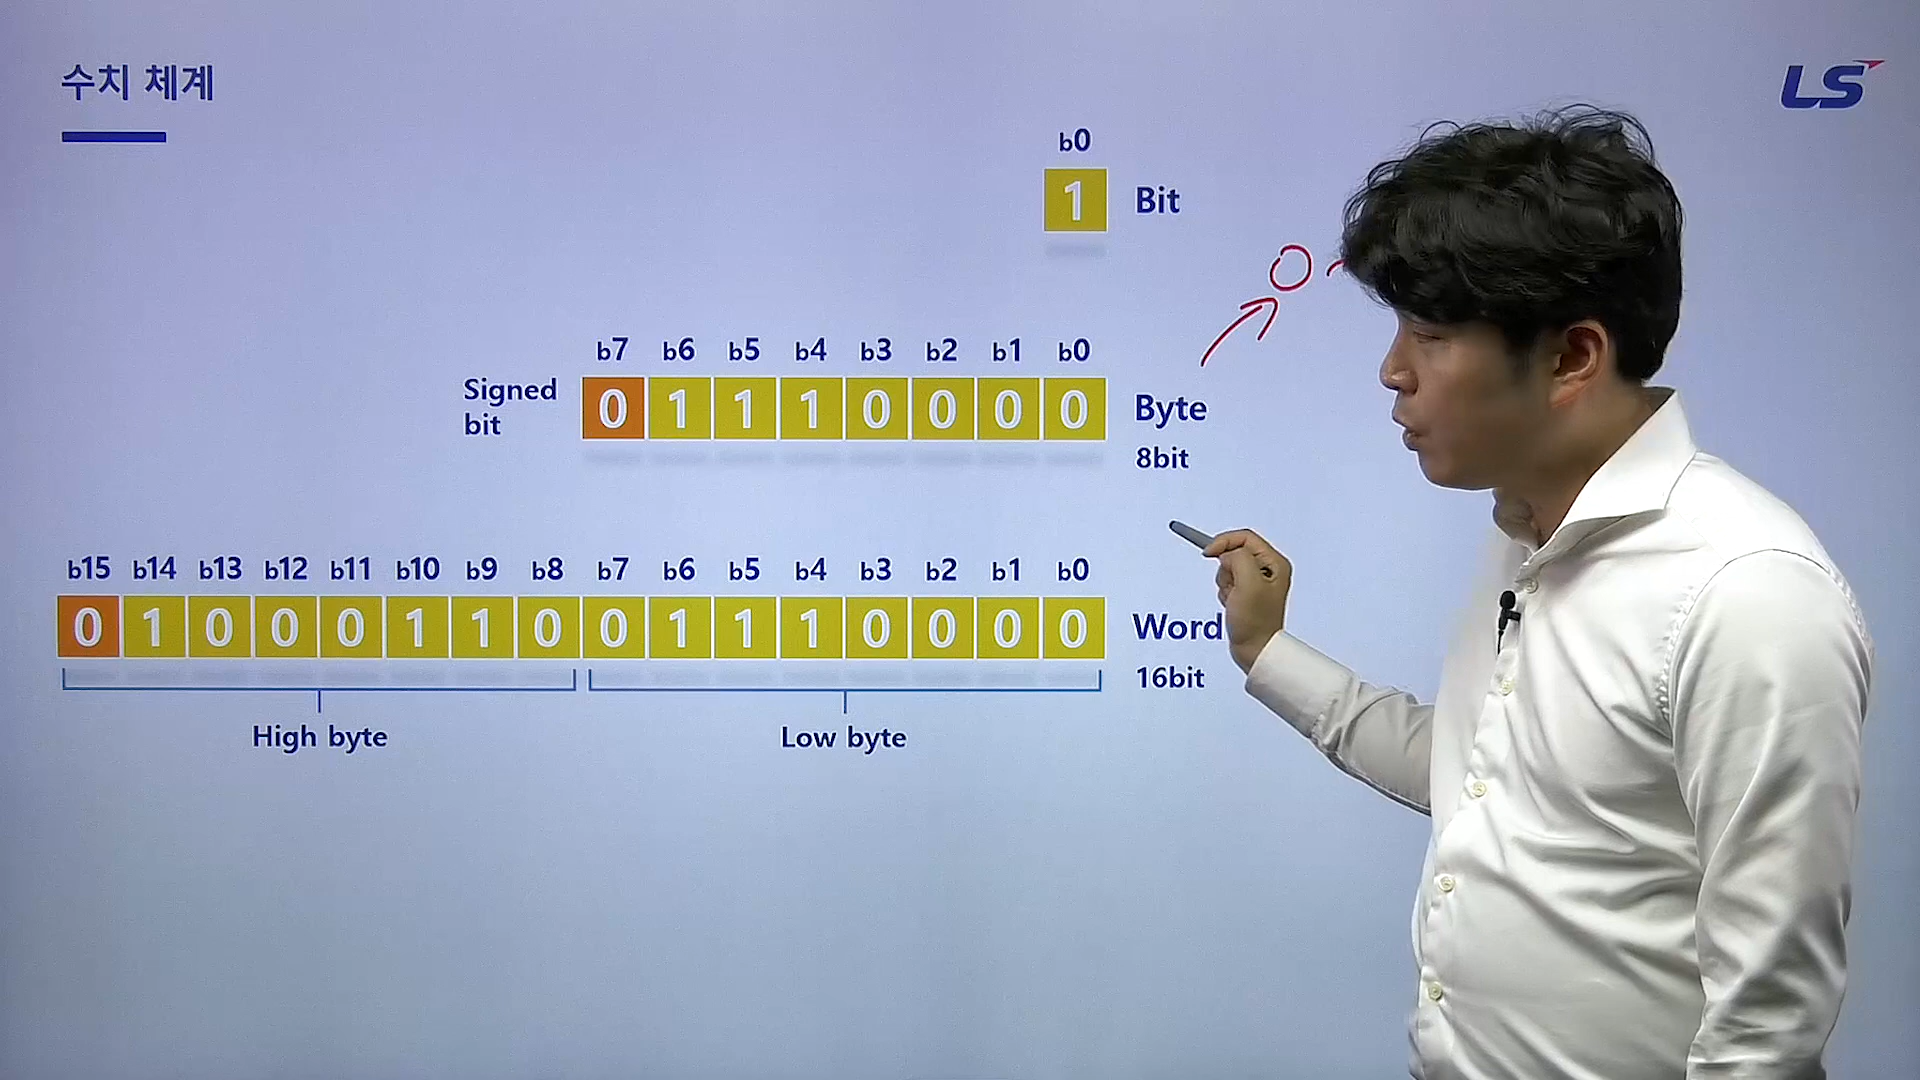 수치 체계
LS
b0
1 Bit
b7 b6 b5 b4 b3 b2 b1 b0
Signed
bit
0 1 1 1 0 0 0 0 Byte
8bit
b15 b14 b13 b12 b11 b10 b9 b8 b7 b6 b5 b4 b3 b2 b1 b0
0 1 0 0 0 1 1 0 0 1 1 1 0 0 0 0 Word
16bit
High byte Low byte
0